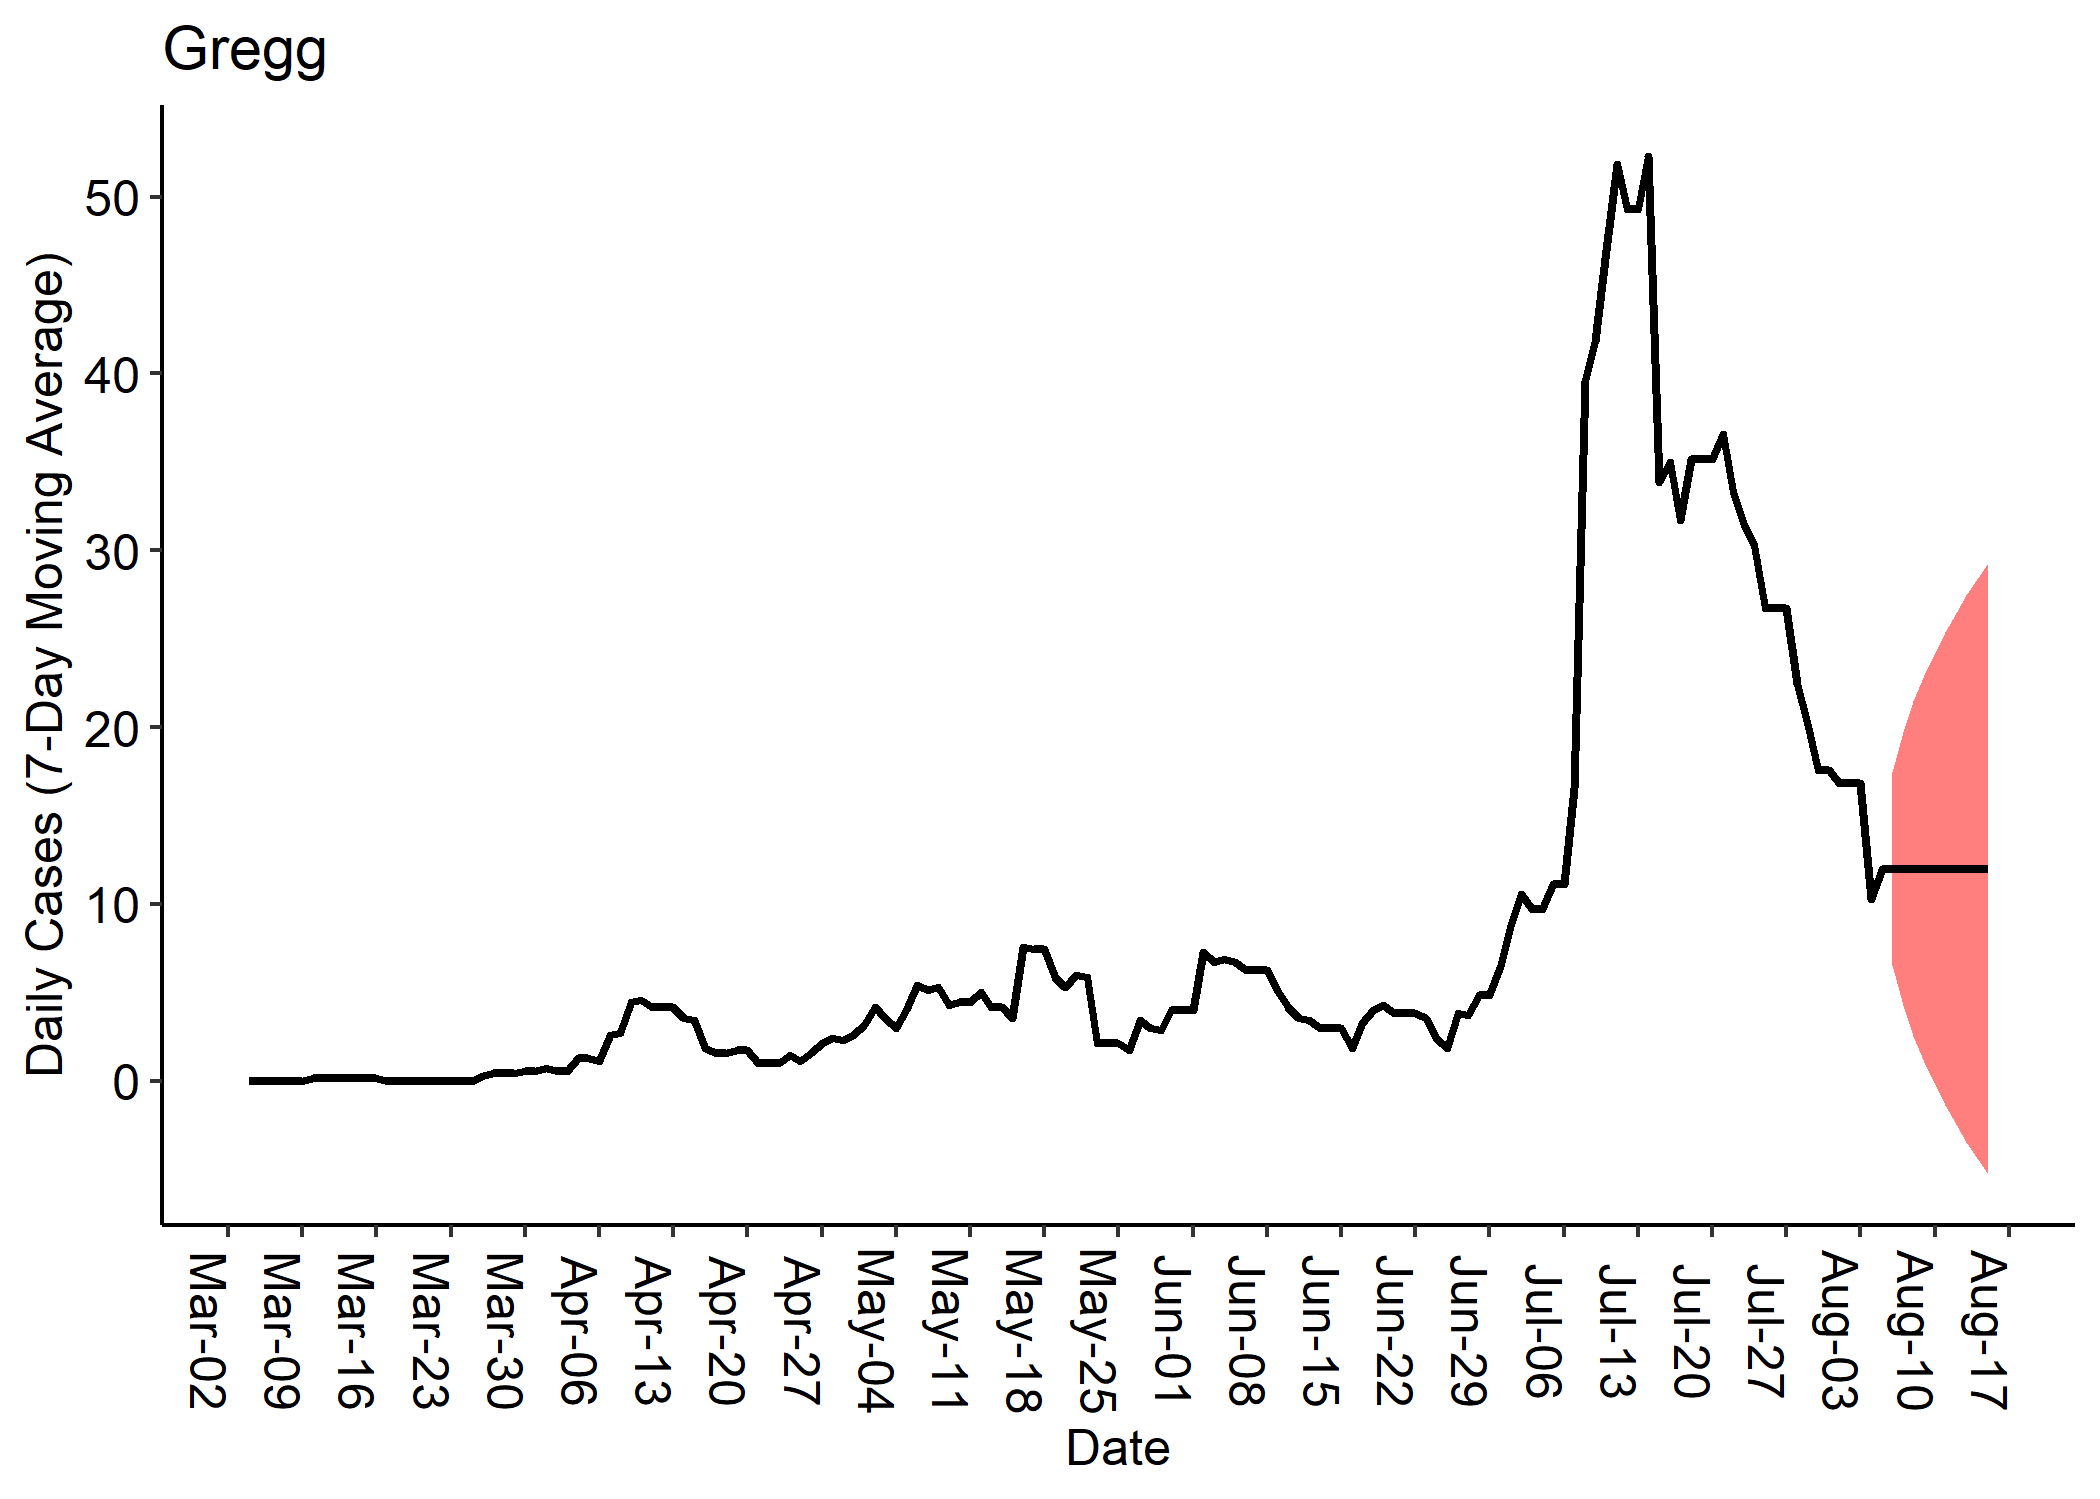 Gregg
Daily Cases (7-Day Moving Average)
50
40
30
20
10
0
Mar-02
Mar-09
Mar-16
Mar-23
Mar-30
Apr-06
Apr-13
Apr-20
Apr-27
May-04
May-11
May-18
May-25
Jun-01
Jun-08
Jun-15
Jun-22
Jun-29
Jul-06
Jul-13
Jul-20
Jul-27
Aug-03
Aug-10
Aug-17
Date